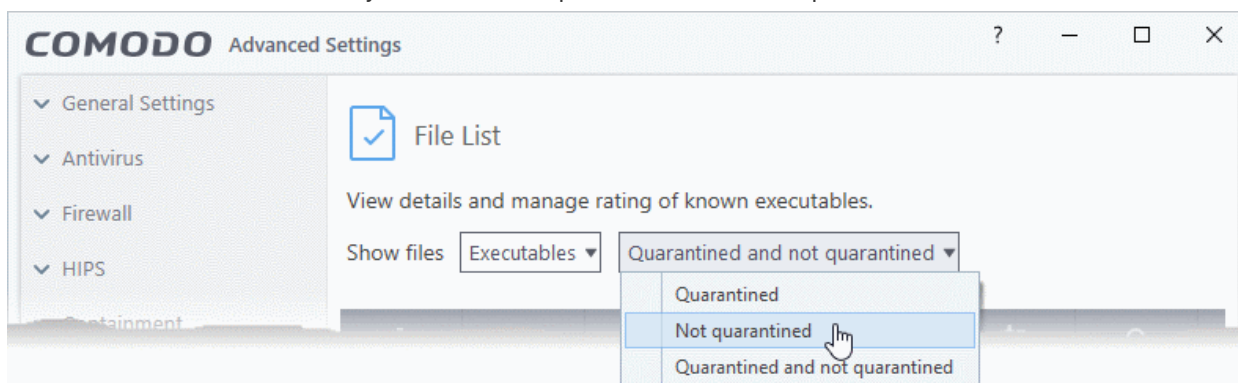 COMODO Advanced Settings ?
General Settings
Antivirus
Firewall
HIPS
File List
View details and manage rating of known executables.
Show files Executables Quarantined and not quarantined
Quarantined
Not quarantined
Quarantined and not quarantined